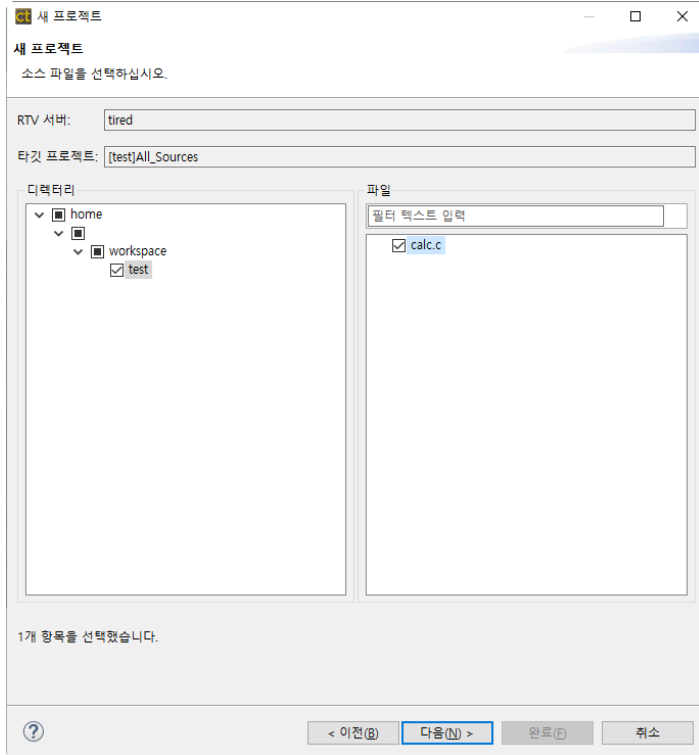 ct 새 프로젝트
새 프로젝트
소스 파일을 선택하십시오.
RTV 서버: tired
타깃 프로젝트: [test]All_Sources
디렉터리
home
workspace
test
파일
필터 텍스트 입력
calc.c
1개 항목을 선택했습니다.
?
< 이전(B)
다음(N) >
완료(F)
취소